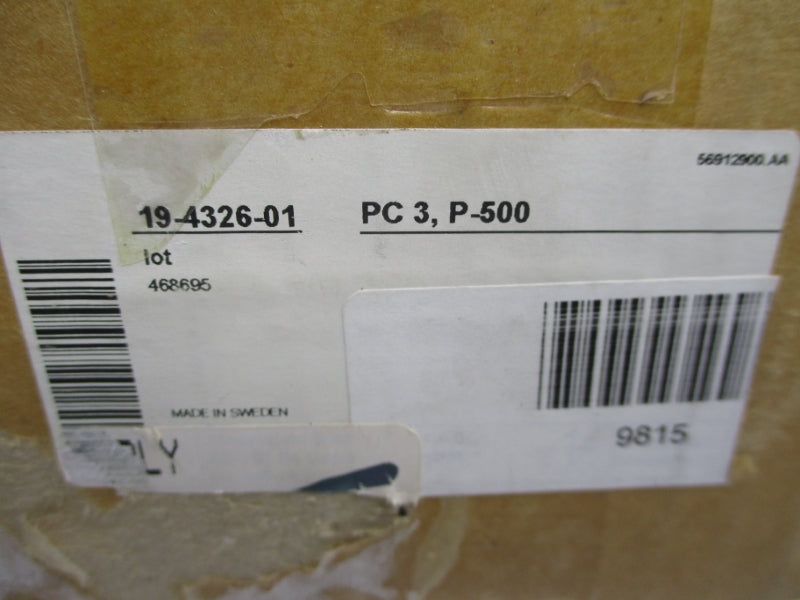 56912900.AA
19-4326-01 PC 3, P-500
lot
468695
MADE IN SWEDEN
9815